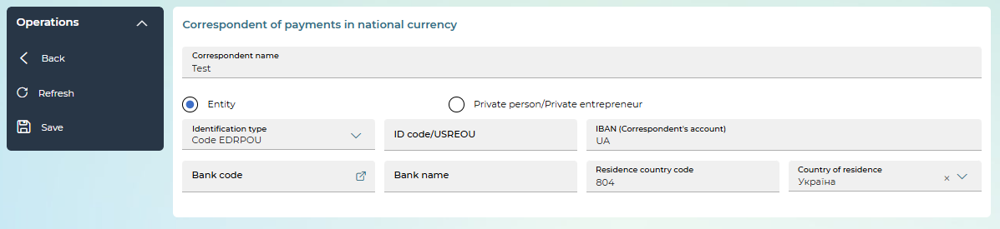 Operations
Back
Refresh
Save
Correspondent of payments in national currency
Correspondent name
Test
Entity
Private person/Private entrepreneur
Identification type
Code EDRPOU
ID code/USREOU
IBAN (Correspondent's account)
UA
Bank code
Bank name
Residence country code
804
Country of residence
Україна